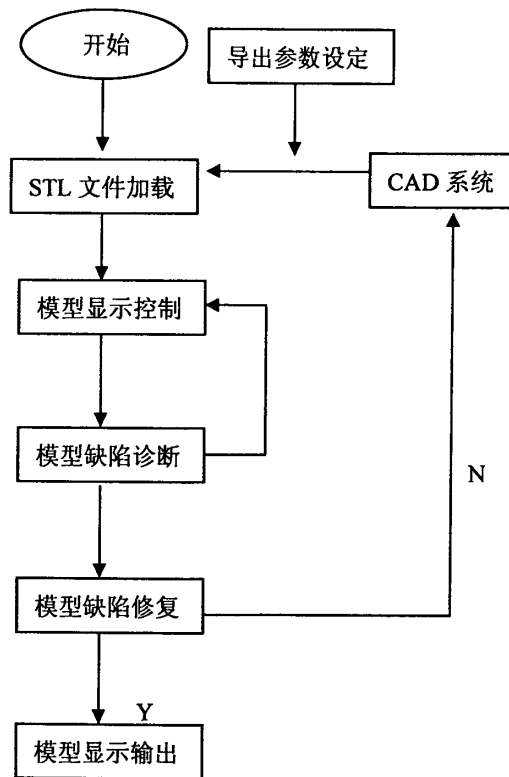 开始
导出参数设定
STL 文件加载
CAD 系统
模型显示控制
模型缺陷诊断
N
模型缺陷修复
Y
模型显示输出